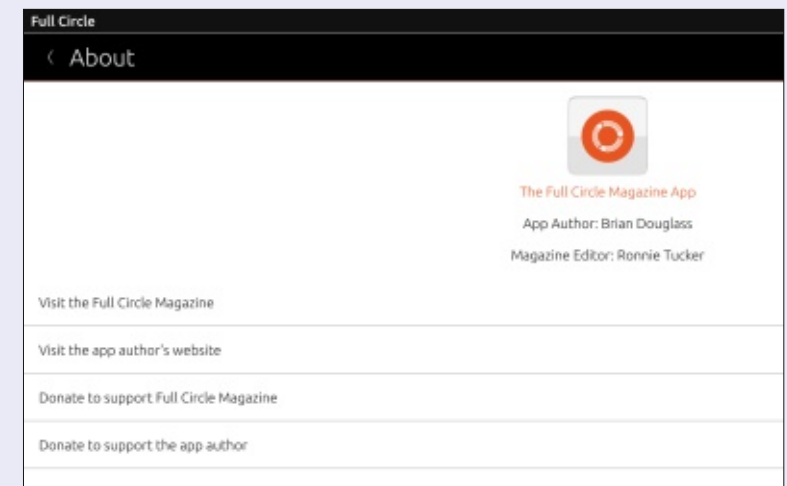 Full Circle
About
The Full Circle Magazine App
App Author: Brian Douglass
Magazine Editor: Ronnie Tucker
Visit the Full Circle Magazine
Visit the app author's website
Donate to support Full Circle Magazine
Donate to support the app author